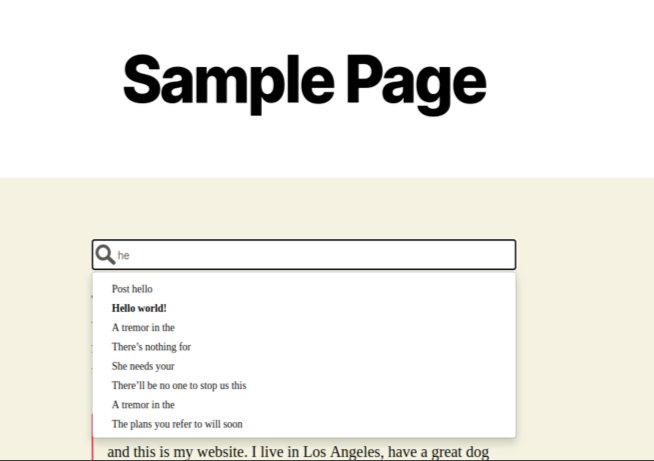 Sample Page
he
Post hello
Hello world!
A tremor in the
There’s nothing for
She needs your
There’ll be no one to stop us this
A tremor in the
The plans you refer to will soon
and this is my website. I live in Los Angeles, have a great dog